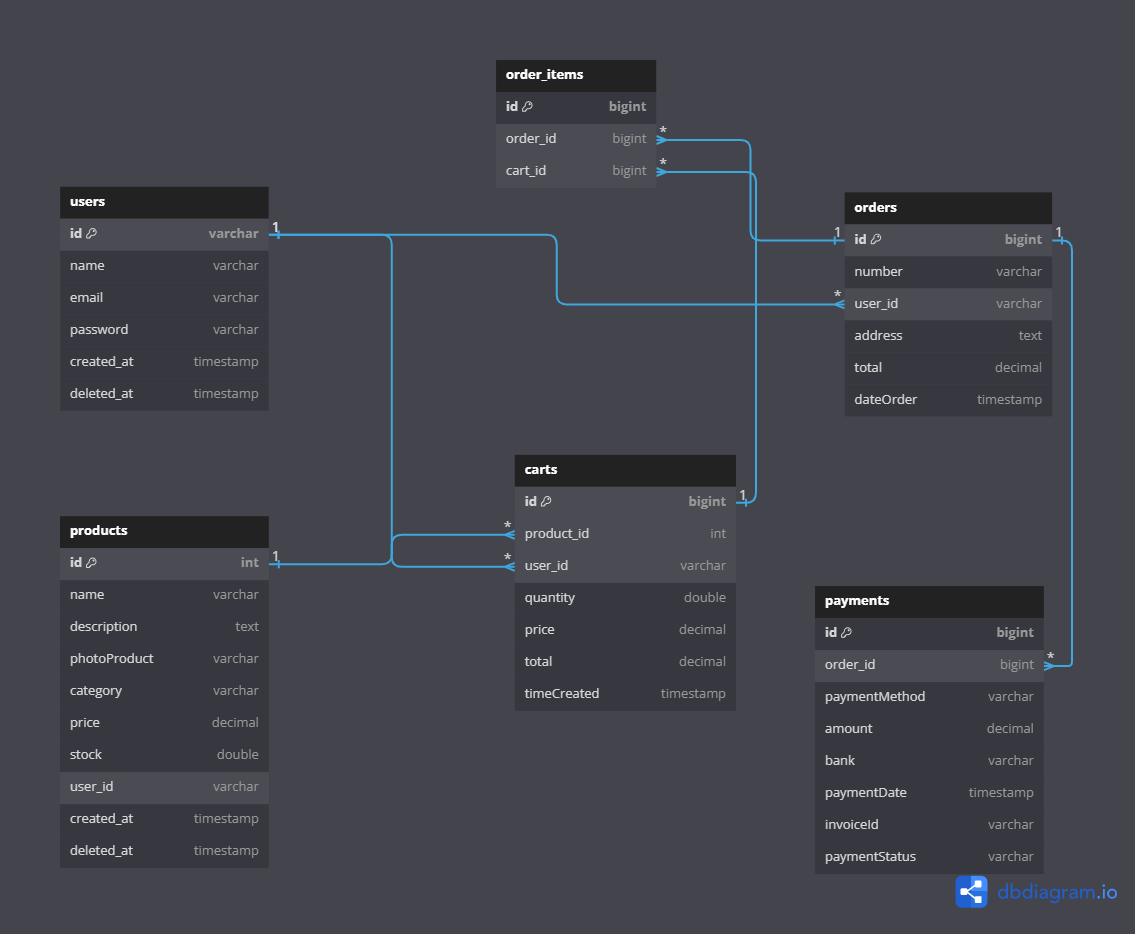 order_items
id bigint
order_id bigint *
cart_id bigint *
users
id varchar 1
name varchar
email varchar
password varchar
created_at timestamp
deleted_at timestamp
orders
1 id bigint 1
number varchar
* user_id varchar
address text
total decimal
dateOrder timestamp
carts
id bigint 1
* product_id int
* user_id varchar
quantity double
price decimal
total decimal
timeCreated timestamp
products
id int 1
name varchar
description text
photoProduct varchar
category varchar
price decimal
stock double
user_id varchar
created_at timestamp
deleted_at timestamp
payments
id bigint
order_id bigint *
paymentMethod varchar
amount decimal
bank varchar
paymentDate timestamp
invoiceId varchar
paymentStatus varchar
dbdiagram.io